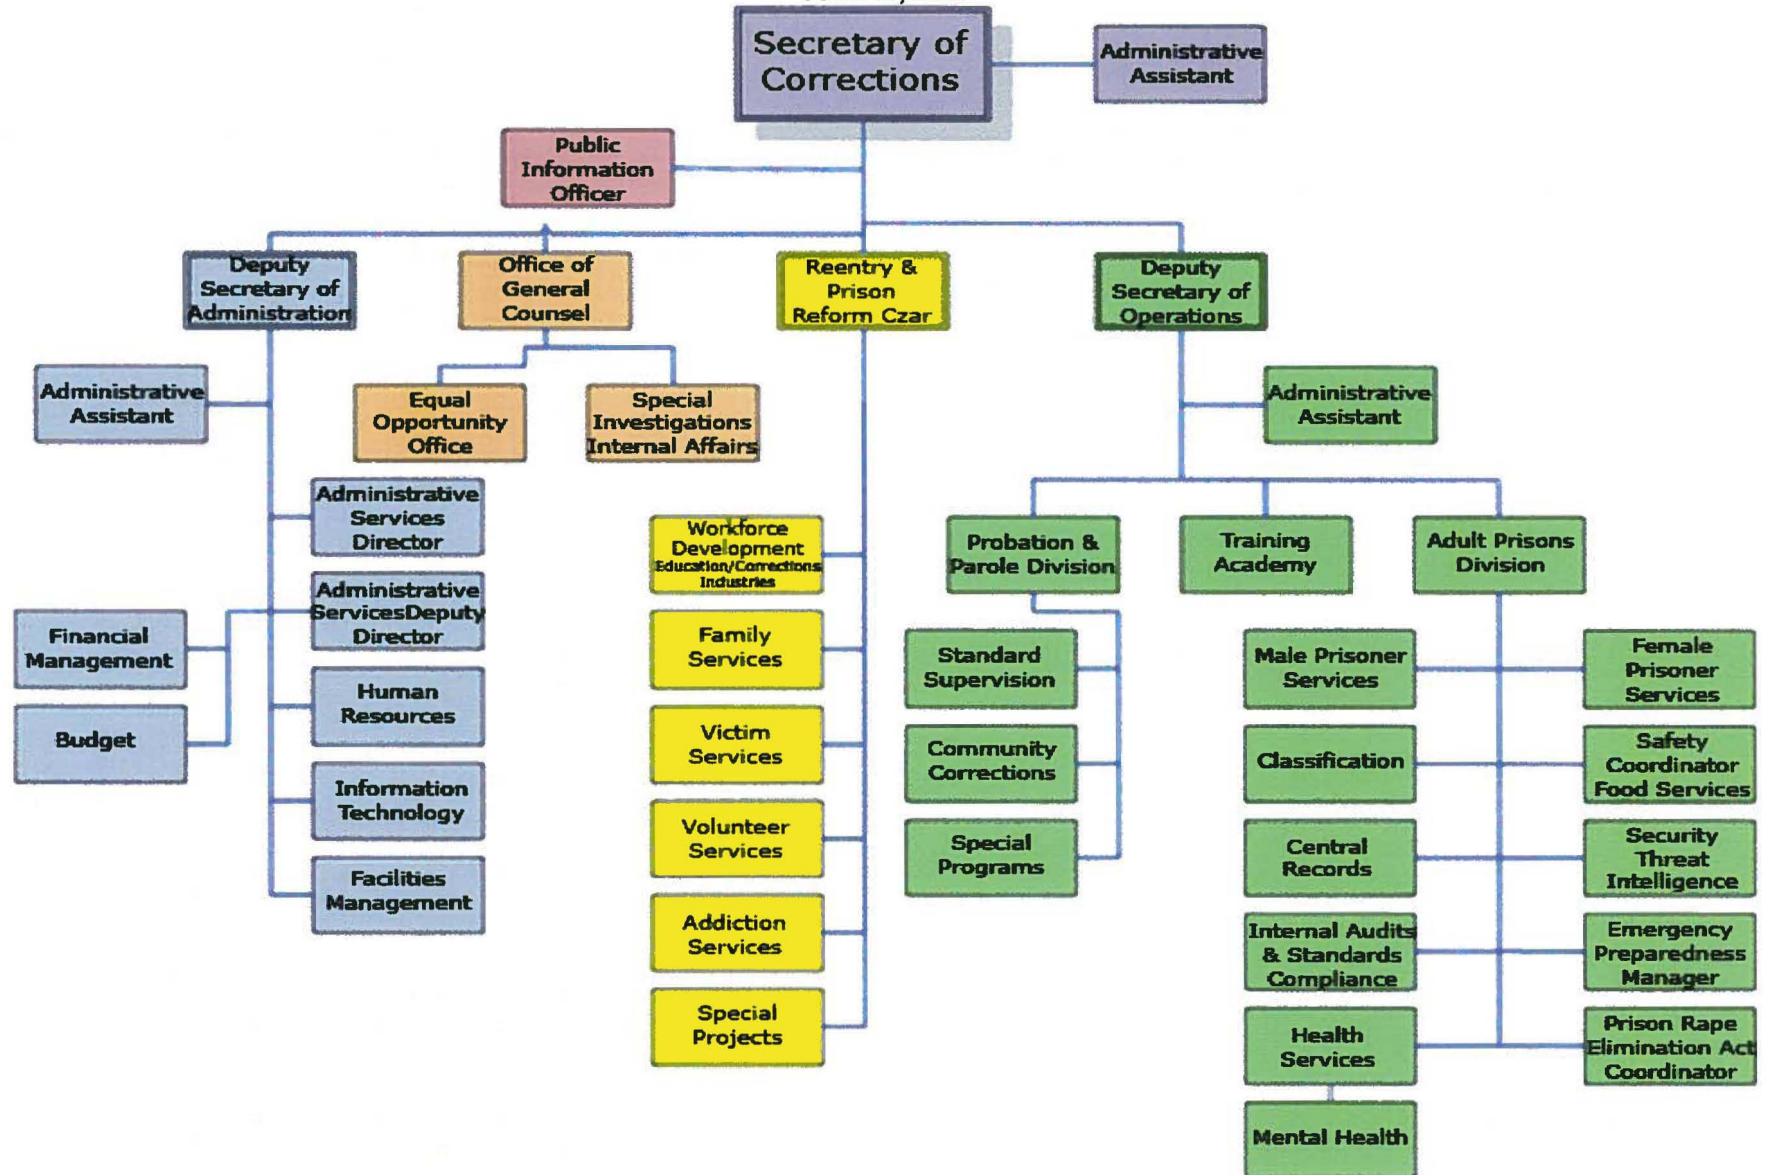 Secretary of
Corrections
Administrative
Assistant
Public
Information
Officer
Deputy
Secretary of
Administration
Office of
General
Counsel
Reentry &
Prison
Reform Czar
Deputy
Secretary of
Operations
Administrative
Assistant
Equal
Opportunity
Office
Special
Investigations
Internal Affairs
Administrative
Assistant
Administrative
Services
Director
Administrative
ServicesDeputy
Director
Financial
Management
Budget
Human
Resources
Information
Technology
Facilities
Management
Workforce
Development
Education/Corrections
Industries
Family
Services
Victim
Services
Volunteer
Services
Addiction
Services
Special
Projects
Probation &
Parole Division
Training
Academy
Adult Prisons
Division
Standard
Supervision
Community
Corrections
Special
Programs
Male Prisoner
Services
Female
Prisoner
Services
Classification
Safety
Coordinator
Food Services
Central
Records
Security
Threat
Intelligence
Internal Audits
& Standards
Compliance
Emergency
Preparedness
Manager
Health
Services
Prison Rape
Elimination Act
Coordinator
Mental Health